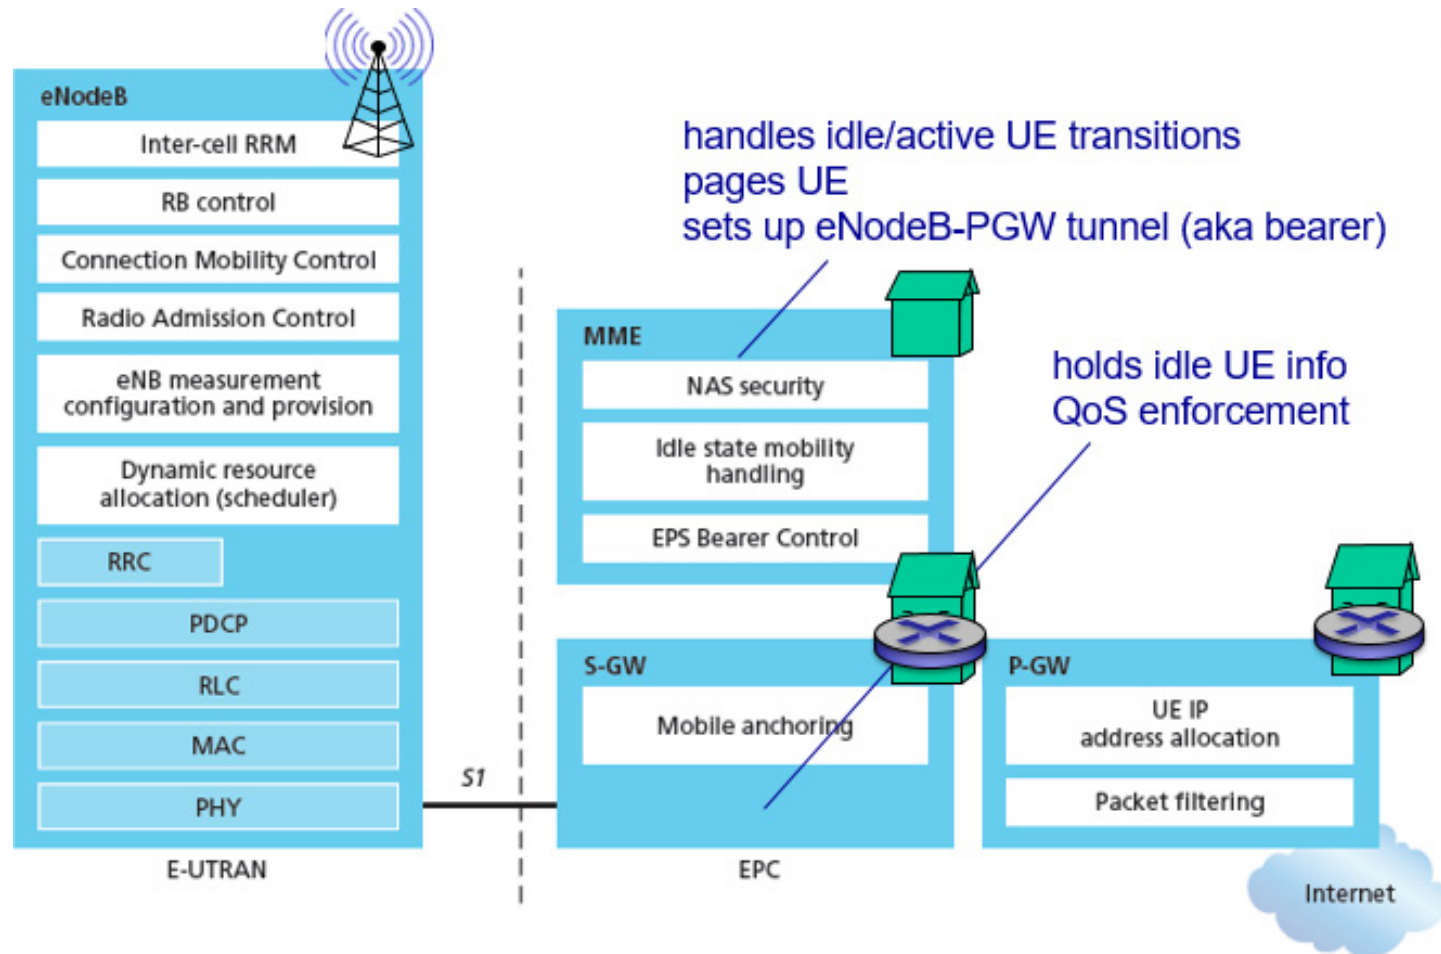 eNodeB
Inter-cell RRM
RB control
Connection Mobility Control
Radio Admission Control
eNB measurement
configuration and provision
Dynamic resource
allocation (scheduler)
RRC
PDCP
RLC
MAC
PHY
E-UTRAN
S1
handles idle/active UE transitions
pages UE
sets up eNodeB-PGW tunnel (aka bearer)
MME
NAS security
Idle state mobility
handling
EPS Bearer Control
holds idle UE info
QoS enforcement
S-GW
Mobile anchoring
EPC
P-GW
UE IP
address allocation
Packet filtering
Internet